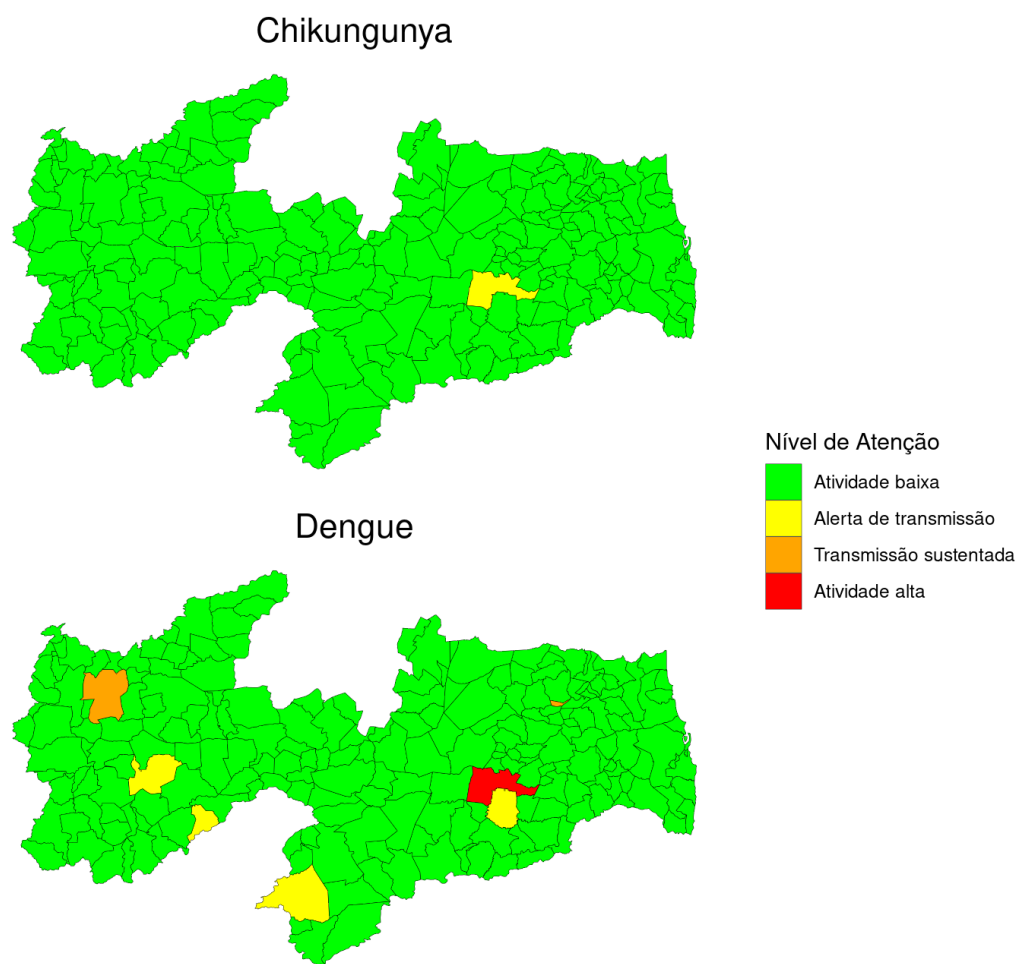 Chikungunya
Nível de Atenção
Atividade baixa
Alerta de transmissão
Transmissão sustentada
Atividade alta
Dengue